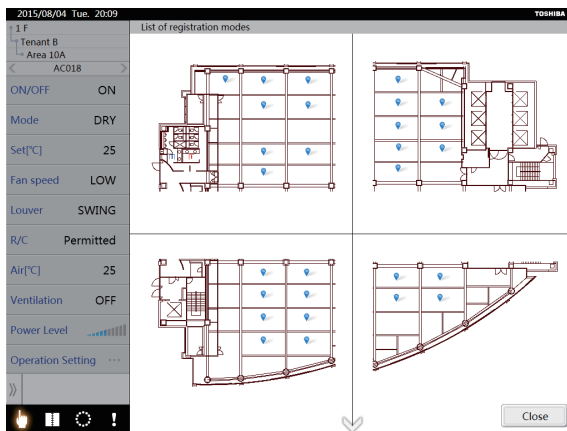 2015/08/04 Tue. 20:09
TOSHIBA
1 F
Tenant B
Area 10A
List of registration modes
< AC018 >
ON/OFF ON
Mode DRY
Set[℃] 25
Fan speed LOW
Louver SWING
R/C Permitted
Air[℃] 25
Ventilation OFF
Power Level
Operation Setting ···
Close